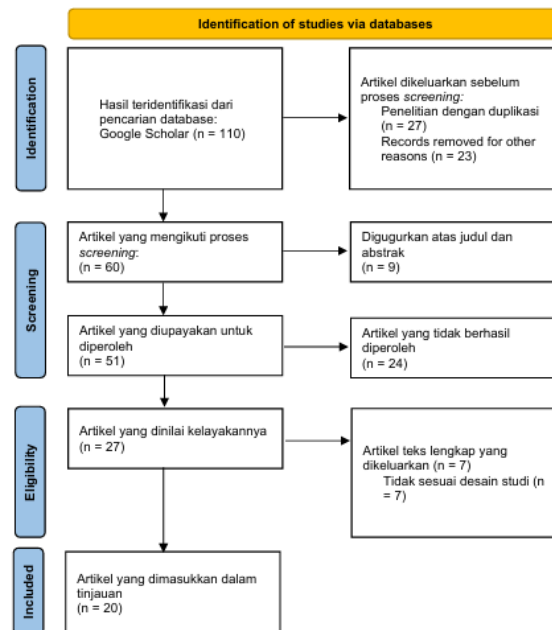 Identification of studies via databases
Identification
Hasil teridentifikasi dari
pencarian database:
Google Scholar (n = 110)
Artikel dikeluarkan sebelum
proses screening:
Penelitian dengan duplikasi
(n = 27)
Records removed for other
reasons (n = 23)
Screening
Artikel yang mengikuti proses
screening:
(n = 60)
Digugurkan atas judul dan
abstrak
(n = 9)
Artikel yang diupayakan untuk
diperoleh
(n = 51)
Artikel yang tidak berhasil
diperoleh
(n = 24)
Eligibility
Artikel yang dinilai kelayakannya
(n = 27)
Artikel teks lengkap yang
dikeluarkan (n = 7)
Tidak sesuai desain studi (n
= 7)
Included
Artikel yang dimasukkan dalam
tinjauan
(n = 20)